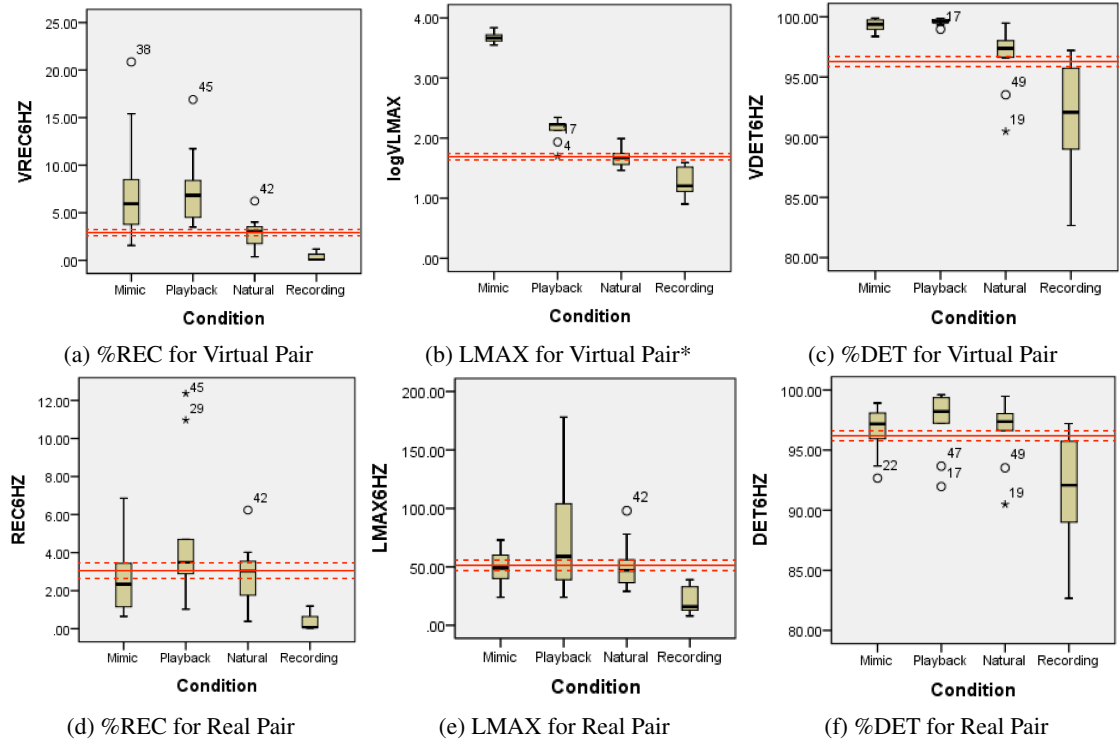 25.00
20.00
15.00
10.00
5.00
.00
VREC6HZ
38
45
42
Mimic Playback Natural Recording
Condition
(a) %REC for Virtual Pair
4.00
3.00
2.00
1.00
.00
logVLMAX
17
4
Mimic Playback Natural Recording
Condition
(b) LMAX for Virtual Pair*
100.00
95.00
90.00
85.00
80.00
VDET6HZ
17
49
19
Mimic Playback Natural Recording
Condition
(c) %DET for Virtual Pair
12.00
10.00
8.00
6.00
4.00
2.00
.00
REC6HZ
45
29
42
Mimic Playback Natural Recording
Condition
(d) %REC for Real Pair
200.00
150.00
100.00
50.00
.00
LMAX6HZ
42
Mimic Playback Natural Recording
Condition
(e) LMAX for Real Pair
100.00
95.00
90.00
85.00
80.00
DET6HZ
22
47
17
49
19
Mimic Playback Natural Recording
Condition
(f) %DET for Real Pair